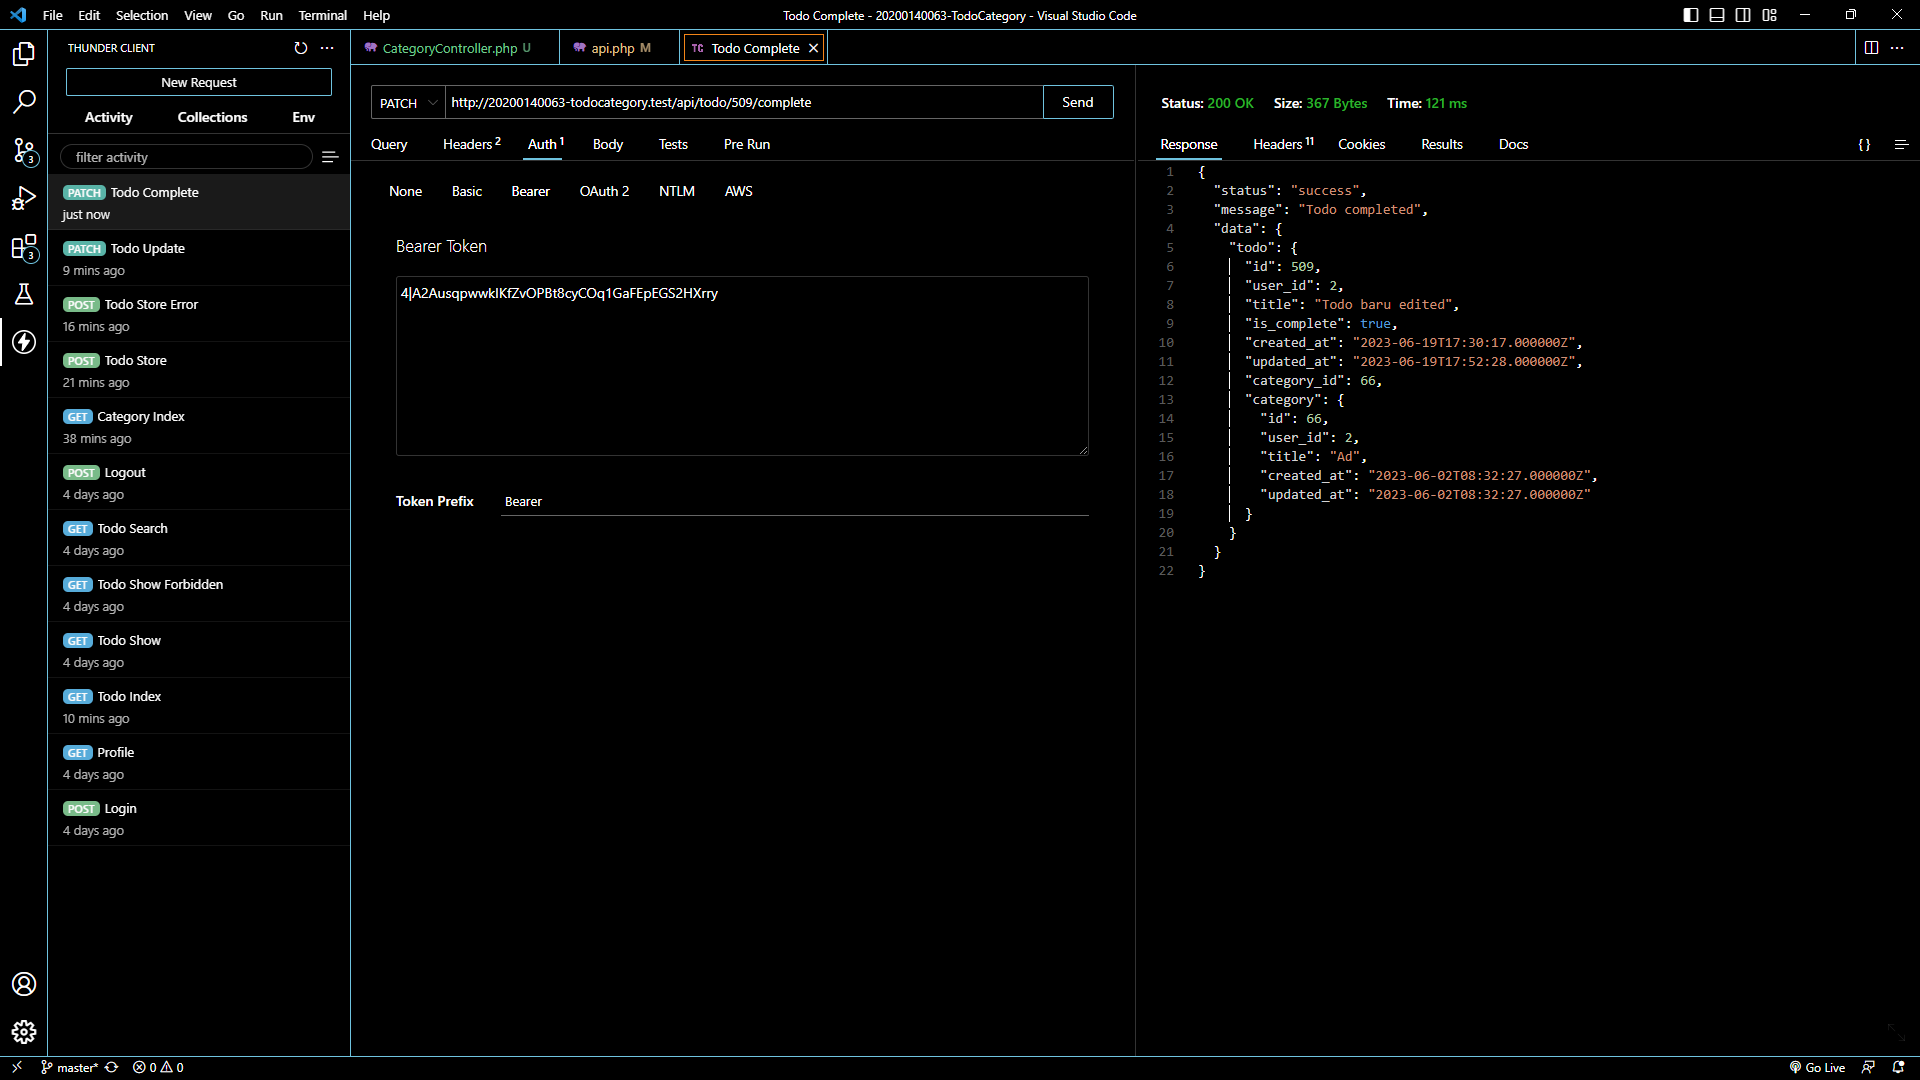 File Edit Selection View Go Run Terminal Help
Todo Complete - 20200140063-TodoCategory - Visual Studio Code
THUNDER CLIENT
New Request
Activity Collections Env
filter activity
PATCH Todo Complete
just now
PATCH Todo Update
9 mins ago
POST Todo Store Error
16 mins ago
POST Todo Store
21 mins ago
GET Category Index
38 mins ago
POST Logout
4 days ago
GET Todo Search
4 days ago
GET Todo Show Forbidden
4 days ago
GET Todo Show
4 days ago
GET Todo Index
10 mins ago
GET Profile
4 days ago
POST Login
4 days ago
3
3
CategoryController.php U
api.php M
TC Todo Complete
PATCH http://20200140063-todocategory.test/api/todo/509/complete Send
Query Headers 2 Auth 1 Body Tests Pre Run
None Basic Bearer OAuth 2 NTLM AWS
Bearer Token
4|A2AusqpwwkIKfZvOPBt8cyCOq1GaFEpEGS2HXrry
Token Prefix Bearer
Status: 200 OK Size: 367 Bytes Time: 121 ms
Response Headers 11 Cookies Results Docs {}
1 {
2 "status": "success",
3 "message": "Todo completed",
4 "data": {
5 "todo": {
6 "id": 509,
7 "user_id": 2,
8 "title": "Todo baru edited",
9 "is_complete": true,
10 "created_at": "2023-06-19T17:30:17.000000Z",
11 "updated_at": "2023-06-19T17:52:28.000000Z",
12 "category_id": 66,
13 "category": {
14 "id": 66,
15 "user_id": 2,
16 "title": "Ad",
17 "created_at": "2023-06-02T08:32:27.000000Z",
18 "updated_at": "2023-06-02T08:32:27.000000Z"
19 }
20 }
21 }
22 }
master* 0 0 Go Live